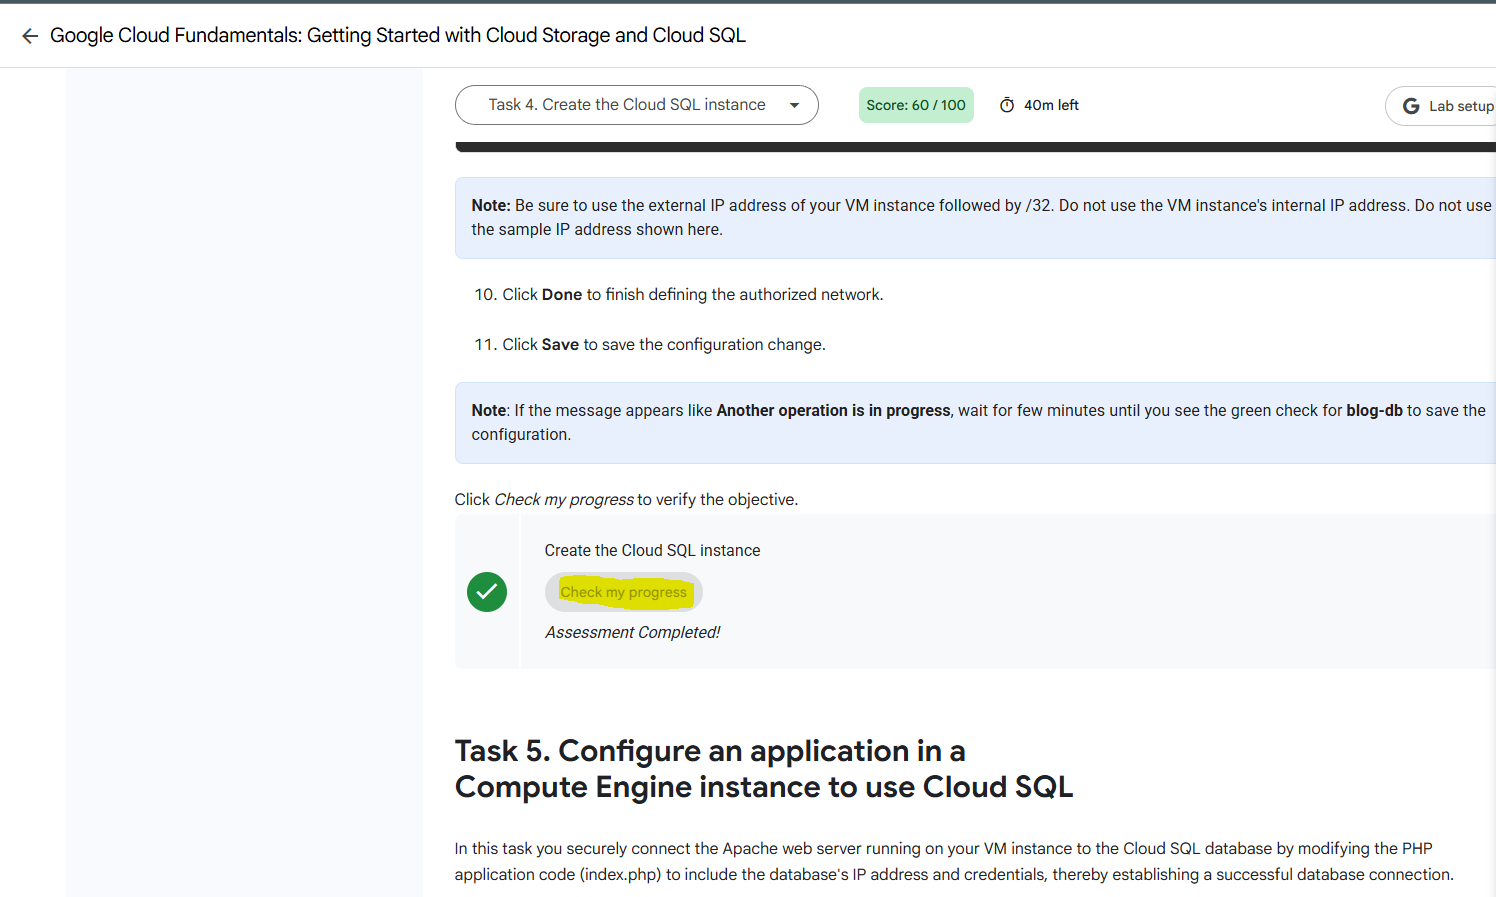 Google Cloud Fundamentals: Getting Started with Cloud Storage and Cloud SQL
Task 4. Create the Cloud SQL instance
Score: 60 / 100
40m left
Lab setup
Note: Be sure to use the external IP address of your VM instance followed by /32. Do not use the VM instance's internal IP address. Do not use
the sample IP address shown here.
10. Click Done to finish defining the authorized network.
11. Click Save to save the configuration change.
Note: If the message appears like Another operation is in progress, wait for few minutes until you see the green check for blog-db to save the
configuration.
Click Check my progress to verify the objective.
Create the Cloud SQL instance
Check my progress
Assessment Completed!
Task 5. Configure an application in a
Compute Engine instance to use Cloud SQL
In this task you securely connect the Apache web server running on your VM instance to the Cloud SQL database by modifying the PHP
application code (index.php) to include the database's IP address and credentials, thereby establishing a successful database connection.